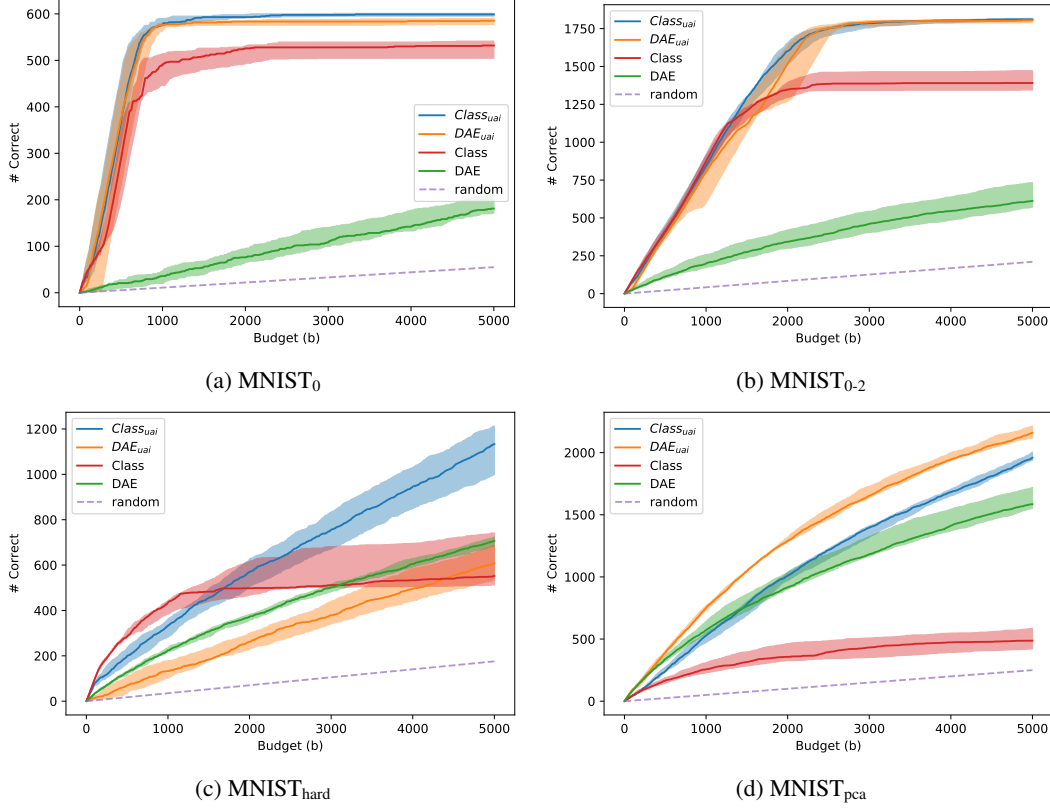 600
500
400
300
200
100
0
# Correct
Class_uai
DAE_uai
Class
DAE
random
0 1000 2000 3000 4000 5000
Budget (b)
(a) MNIST_0
1750
1500
1250
1000
750
500
250
0
# Correct
Class_uai
DAE_uai
Class
DAE
random
0 1000 2000 3000 4000 5000
Budget (b)
(b) MNIST_0-2
1200
1000
800
600
400
200
0
# Correct
Class_uai
DAE_uai
Class
DAE
random
0 1000 2000 3000 4000 5000
Budget (b)
(c) MNIST_hard
2000
1500
1000
500
0
# Correct
Class_uai
DAE_uai
Class
DAE
random
0 1000 2000 3000 4000 5000
Budget (b)
(d) MNIST_pca